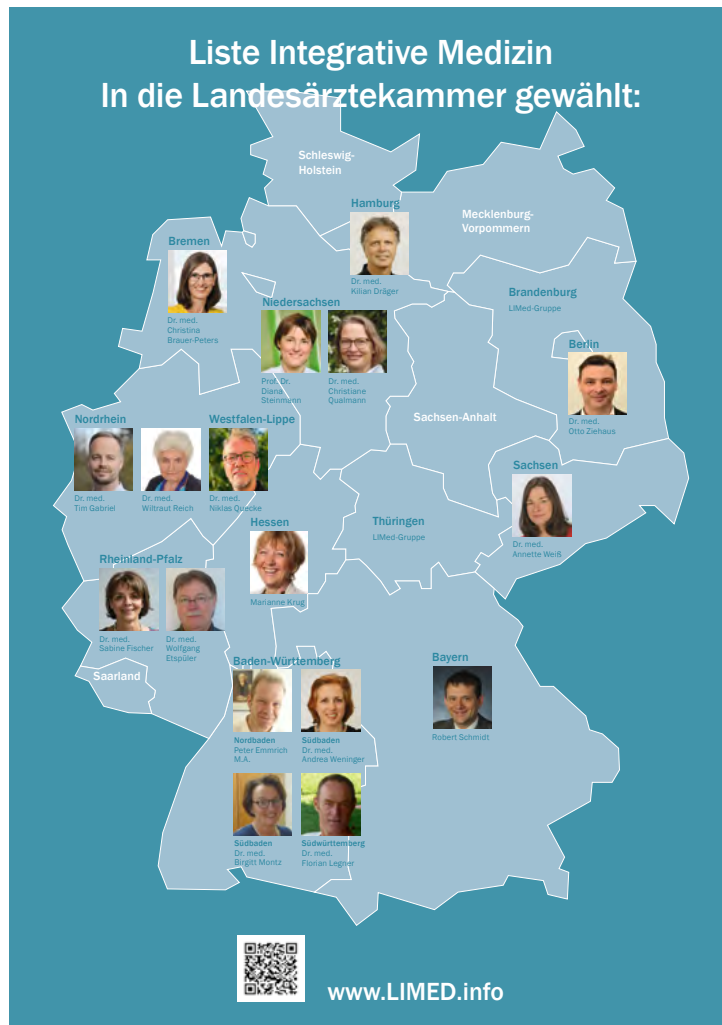 Liste Integrative Medizin
In die Landesärztekammer gewählt:
Schleswig-
Holstein
Hamburg
Dr. med.
Kilian Dräger
Mecklenburg-
Vorpommern
Bremen
Dr. med.
Christina
Brauer-Peters
Niedersachsen
Prof. Dr.
Diana
Steinmann
Dr. med.
Christiane
Qualmann
Brandenburg
LIMed-Gruppe
Berlin
Dr. med.
Otto Ziehaus
Nordrhein
Dr. med.
Tim Gabriel
Dr. med.
Wiltraut Reich
Westfalen-Lippe
Dr. med.
Niklas Quecke
Sachsen-Anhalt
Sachsen
Dr. med.
Annette Weiß
Hessen
Marianne Krug
Thüringen
LIMed-Gruppe
Rheinland-Pfalz
Dr. med.
Sabine Fischer
Dr. med.
Wolfgang
Etspüler
Saarland
Baden-Württemberg
Nordbaden
Peter Emmrich
M.A.
Südbaden
Dr. med.
Andrea Weninger
Südbaden
Dr. med.
Birgitt Montz
Südwürttemberg
Dr. med.
Florian Legner
Bayern
Robert Schmidt
www.LIMED.info